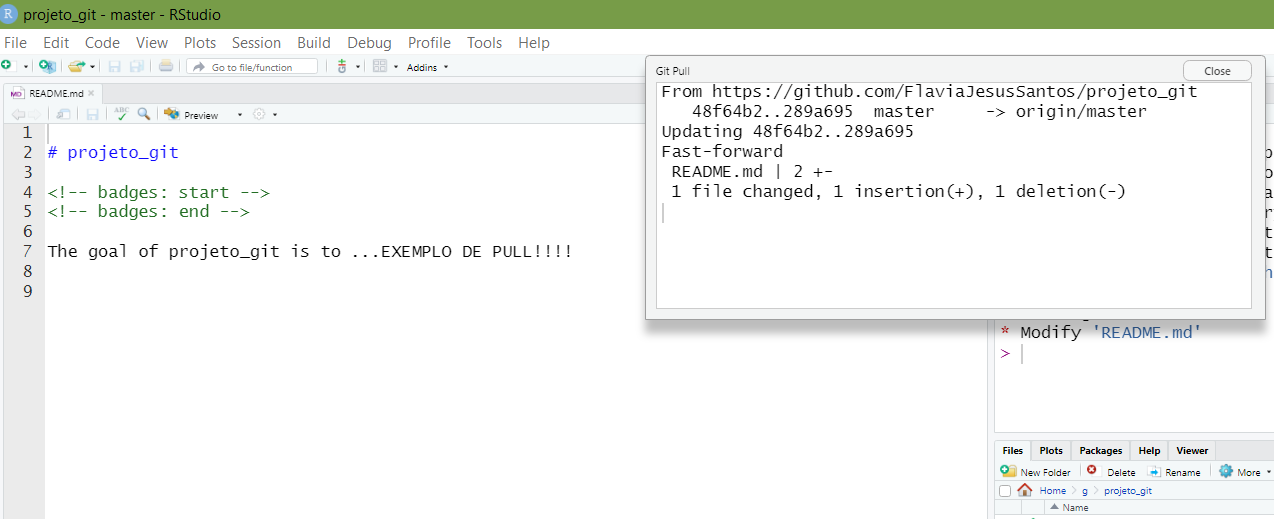 projeto_git - master - RStudio
File Edit Code View Plots Session Build Debug Profile Tools Help
Go to file/function Addins
README.md
ABC Preview
1
2 # projeto_git
3
4 <!-- badges: start -->
5 <!-- badges: end -->
6
7 The goal of projeto_git is to ...EXEMPLO DE PULL!!!!
8
9
Git Pull Close
From https://github.com/FlaviaJesusSantos/projeto_git
48f64b2..289a695 master -> origin/master
Updating 48f64b2..289a695
Fast-forward
README.md | 2 +-
1 file changed, 1 insertion(+), 1 deletion(-)
* Modify 'README.md'
>
Files Plots Packages Help Viewer
New Folder Delete Rename More
Home g projeto_git
Name